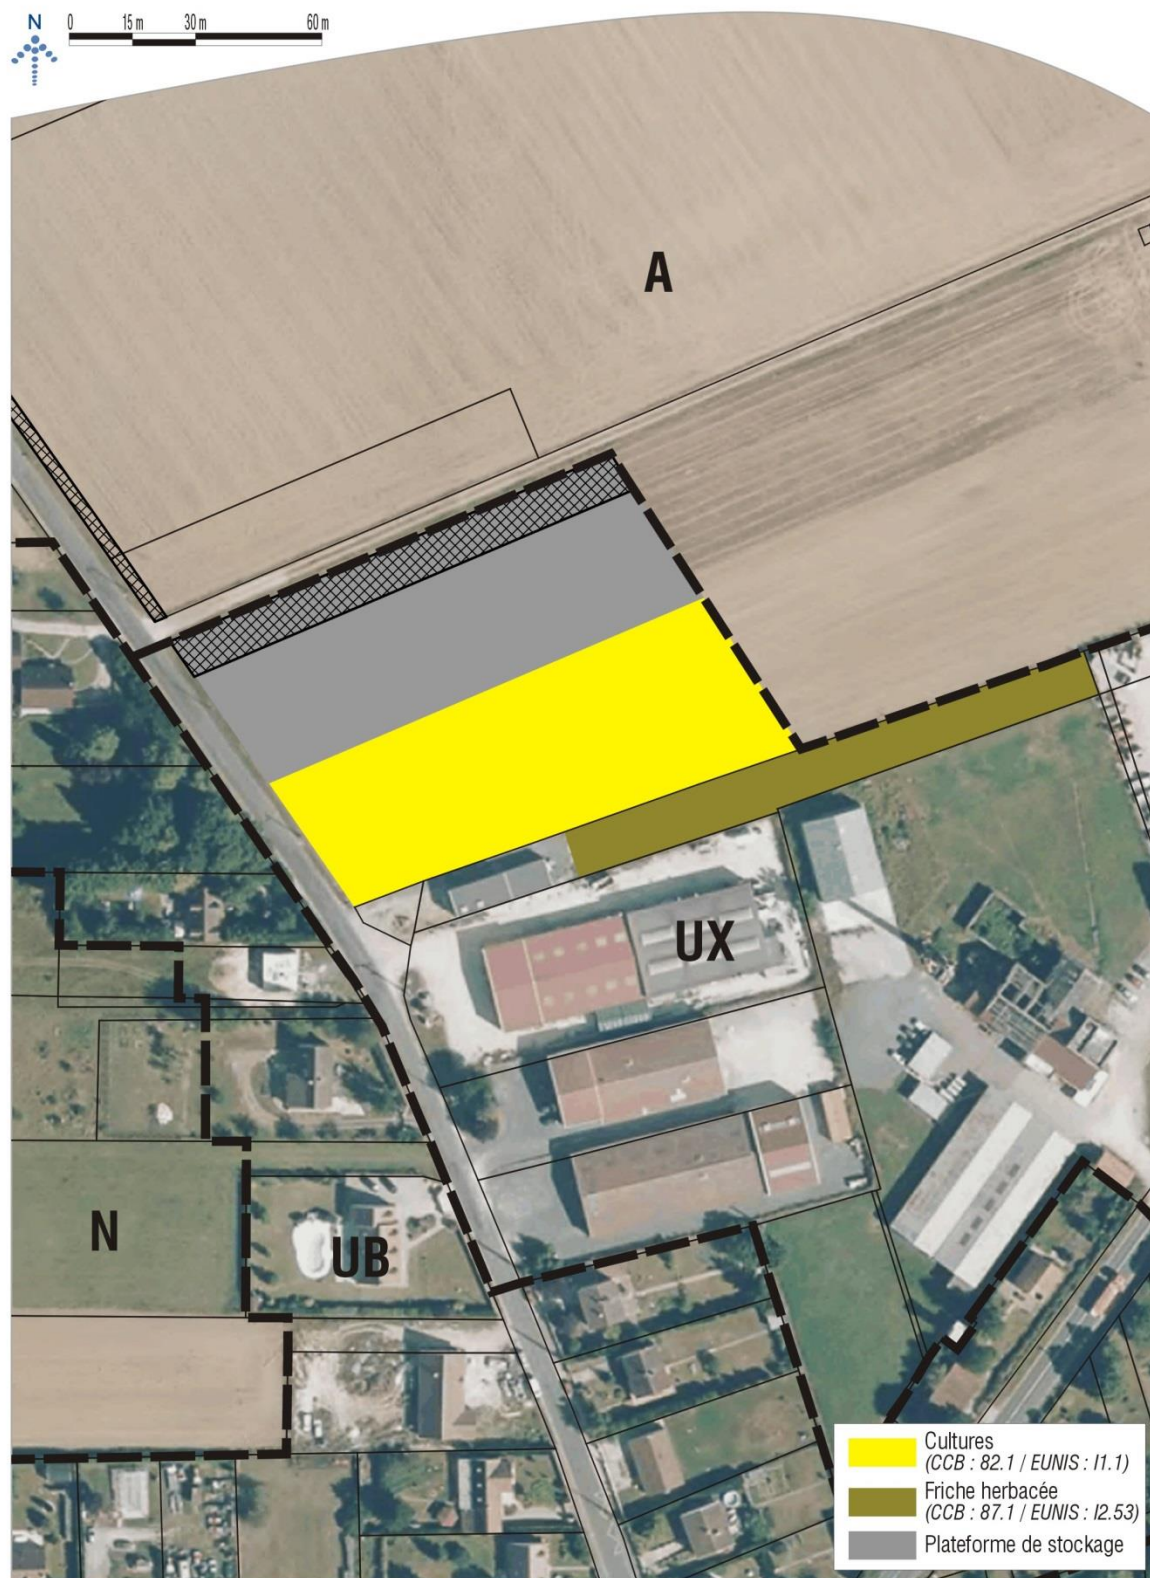 N
0 15 m 30 m 60 m
A
UX
N
UB
Cultures
(CCB : 82.1 / EUNIS : I1.1)
Friche herbacée
(CCB : 87.1 / EUNIS : I2.53)
Plateforme de stockage